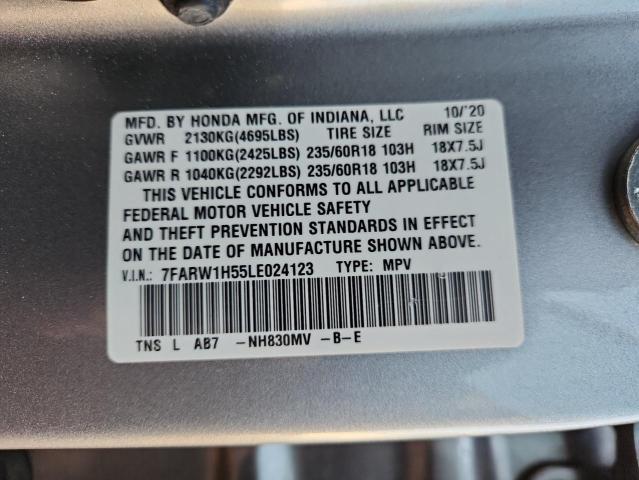 MFD. BY HONDA MFG. OF INDIANA, LLC 10/'20
GVWR 2130KG(4695LBS) TIRE SIZE RIM SIZE
GAWR F 1100KG(2425LBS) 235/60R18 103H 18X7.5J
GAWR R 1040KG(2292LBS) 235/60R18 103H 18X7.5J
THIS VEHICLE CONFORMS TO ALL APPLICABLE
FEDERAL MOTOR VEHICLE SAFETY
AND THEFT PREVENTION STANDARDS IN EFFECT
ON THE DATE OF MANUFACTURE SHOWN ABOVE.
V.I.N.: 7FARW1H55LE024123 TYPE: MPV
TNS L AB7 -NH830MV -B-E